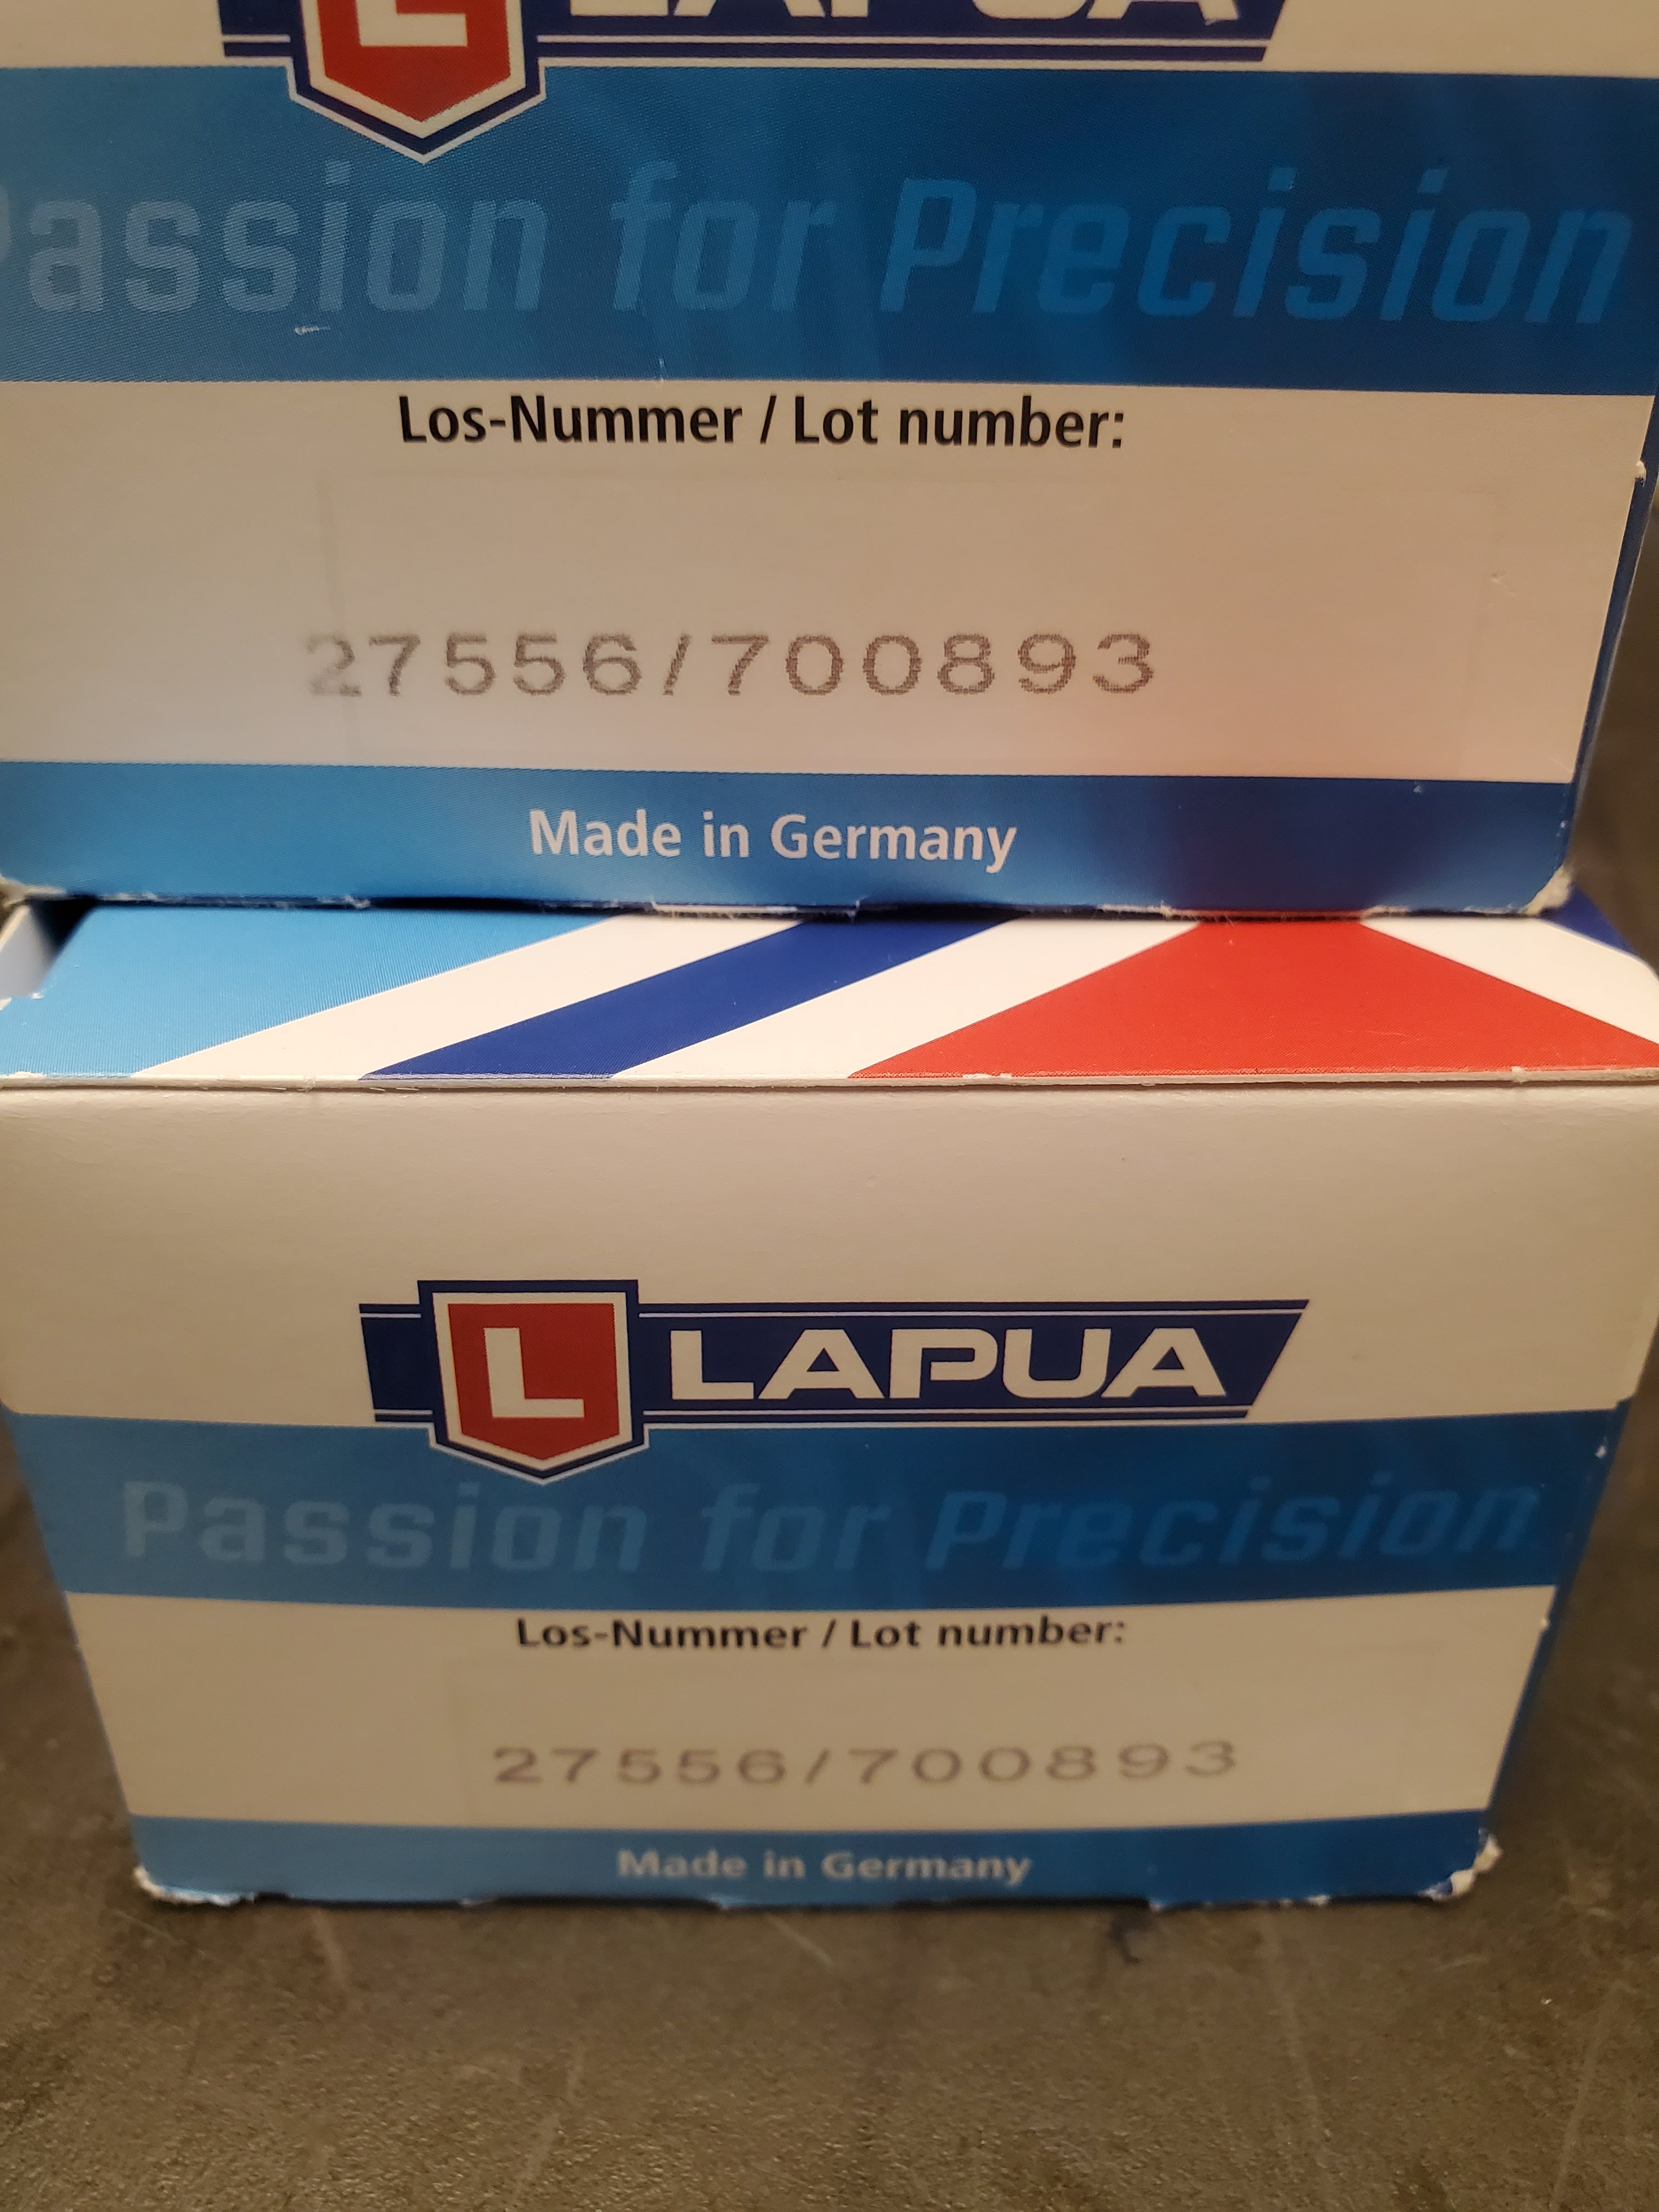 L LAPUA
Passion for Precision
Los-Nummer / Lot number:
27556/700893
Made in Germany
L LAPUA
Passion for Precision
Los-Nummer / Lot number:
27556/700893
Made in Germany